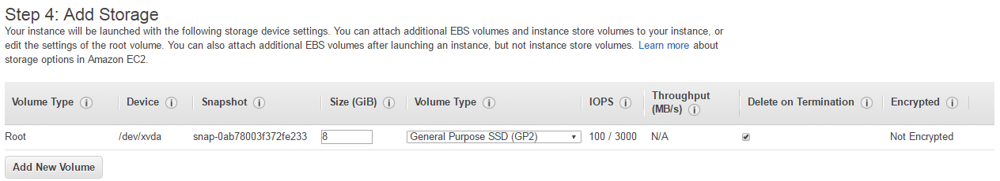 Step 4: Add Storage
Your instance will be launched with the following storage device settings. You can attach additional EBS volumes and instance store volumes to your instance, or
edit the settings of the root volume. You can also attach additional EBS volumes after launching an instance, but not instance store volumes. Learn more about
storage options in Amazon EC2.
Volume Type Device Snapshot Size (GiB) Volume Type IOPS Throughput (MB/s) Delete on Termination Encrypted
Root /dev/xvda snap-0ab78003f372fe233 8 General Purpose SSD (GP2) 100 / 3000 N/A Not Encrypted
Add New Volume